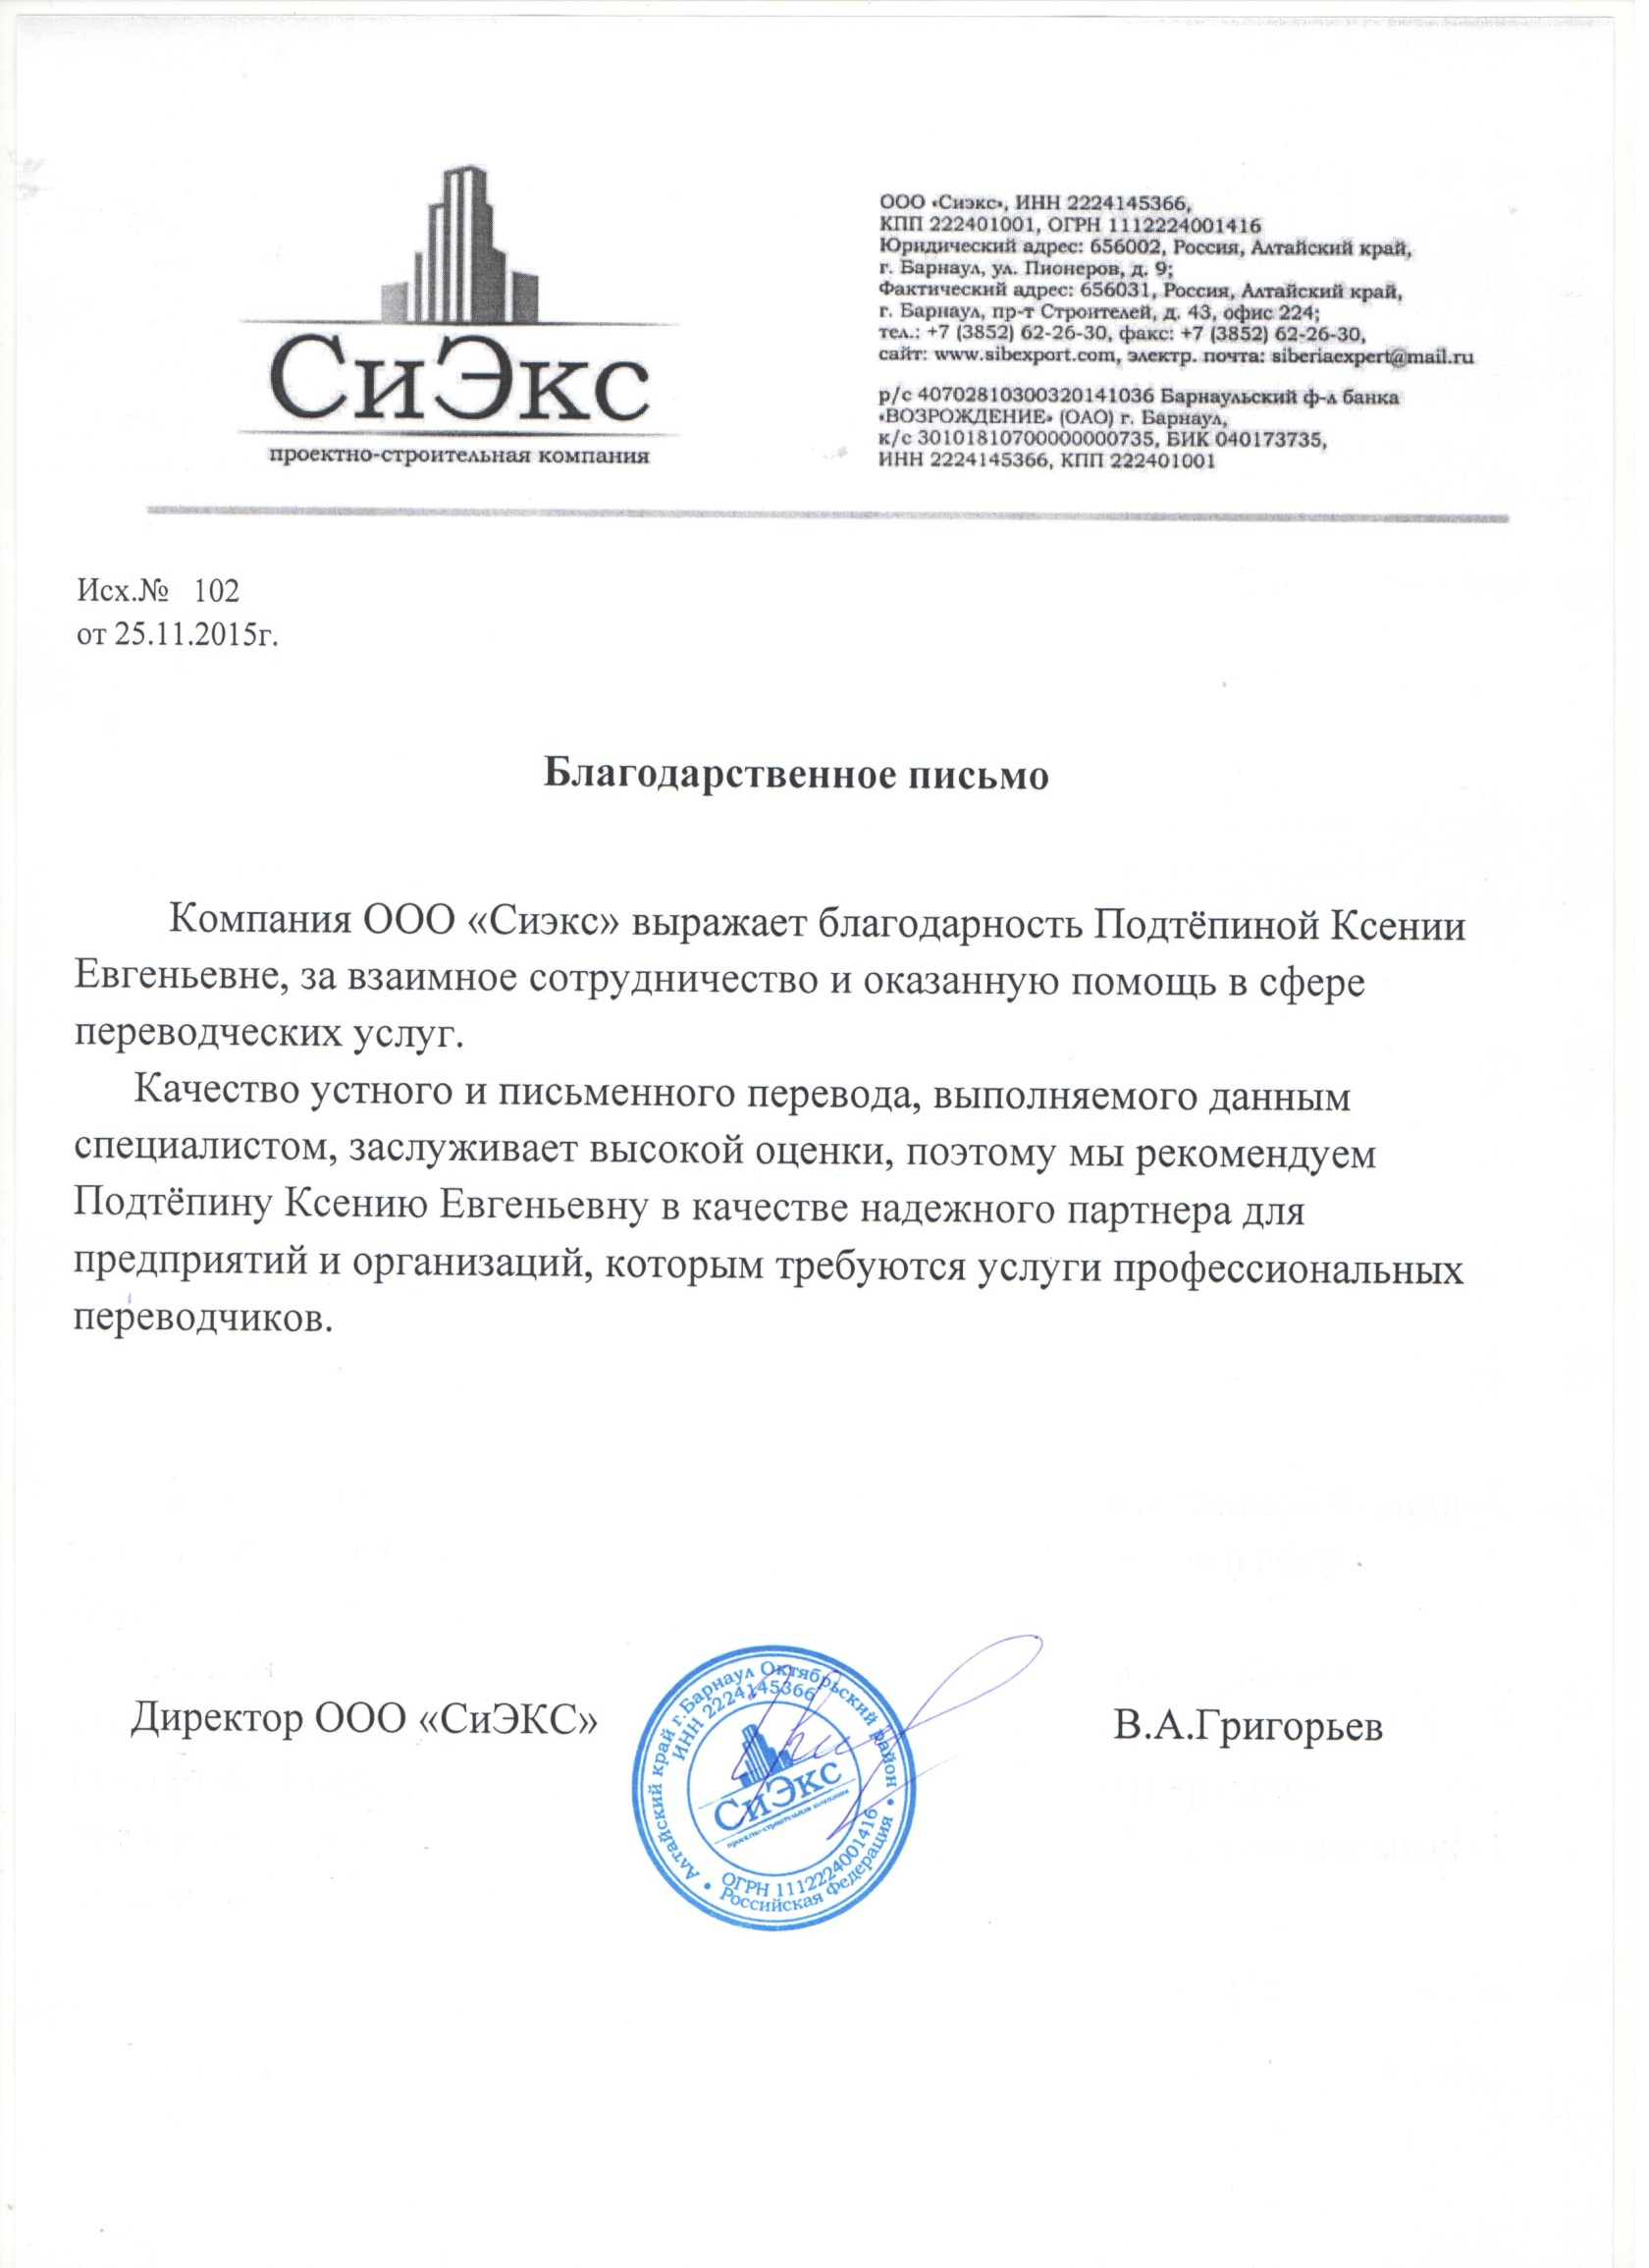 СиЭкс
проектно-строительная компания
ООО «Сиэкс», ИНН 2224145366,
КПП 222401001, ОГРН 1112224001416
Юридический адрес: 656002, Россия, Алтайский край,
г. Барнаул, ул. Пионеров, д. 9;
Фактический адрес: 656031, Россия, Алтайский край,
г. Барнаул, пр-т Строителей, д. 43, офис 224;
тел.: +7 (3852) 62-26-30, факс: +7 (3852) 62-26-30,
сайт: www.sibexport.com, электр. почта: siberiaexpert@mail.ru
р/с 40702810300320141036 Барнаульский ф-л банка
«ВОЗРОЖДЕНИЕ» (ОАО) г. Барнаул,
к/с 30101810700000000735, БИК 040173735,
ИНН 2224145366, КПП 222401001
Исх.№ 102
от 25.11.2015г.
Благодарственное письмо
Компания ООО «Сиэкс» выражает благодарность Подтёпиной Ксении
Евгеньевне, за взаимное сотрудничество и оказанную помощь в сфере
переводческих услуг.
Качество устного и письменного перевода, выполняемого данным
специалистом, заслуживает высокой оценки, поэтому мы рекомендуем
Подтёпину Ксению Евгеньевну в качестве надежного партнера для
предприятий и организаций, которым требуются услуги профессиональных
переводчиков.
Директор ООО «СиЭКС»
Алтайский край г.Барнаул Октябрьский район
ИНН 2224145366
СиЭкс
проектно-строительная компания
ОГРН 1112224001416
Российская Федерация
В.А.Григорьев